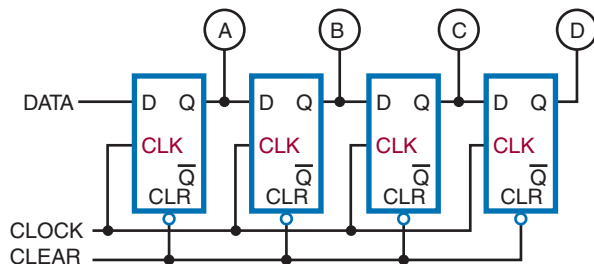 A B C D
DATA D Q D Q D Q D Q
CLK CLK CLK CLK
Q̅ Q̅ Q̅ Q̅
CLR CLR CLR CLR
CLOCK
CLEAR